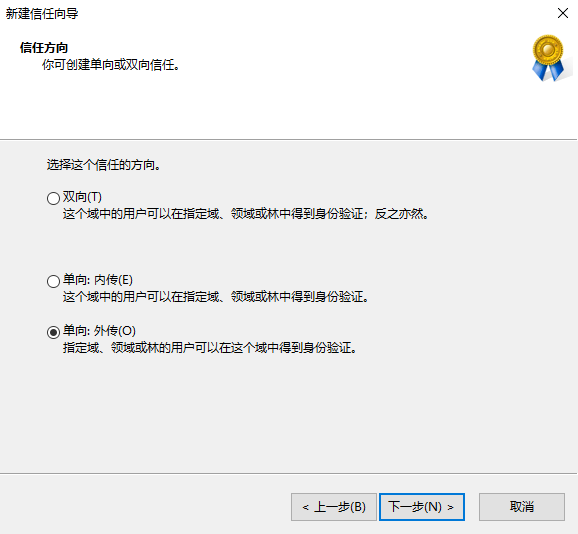 新建信任向导
信任方向
你可创建单向或双向信任。
选择这个信任的方向。
双向(T)
这个域中的用户可以在指定域、领域或林中得到身份验证；反之亦然。
单向: 内传(E)
这个域中的用户可以在指定域、领域或林中得到身份验证。
单向: 外传(O)
指定域、领域或林的用户可以在这个域中得到身份验证。
< 上一步(B) 下一步(N) > 取消